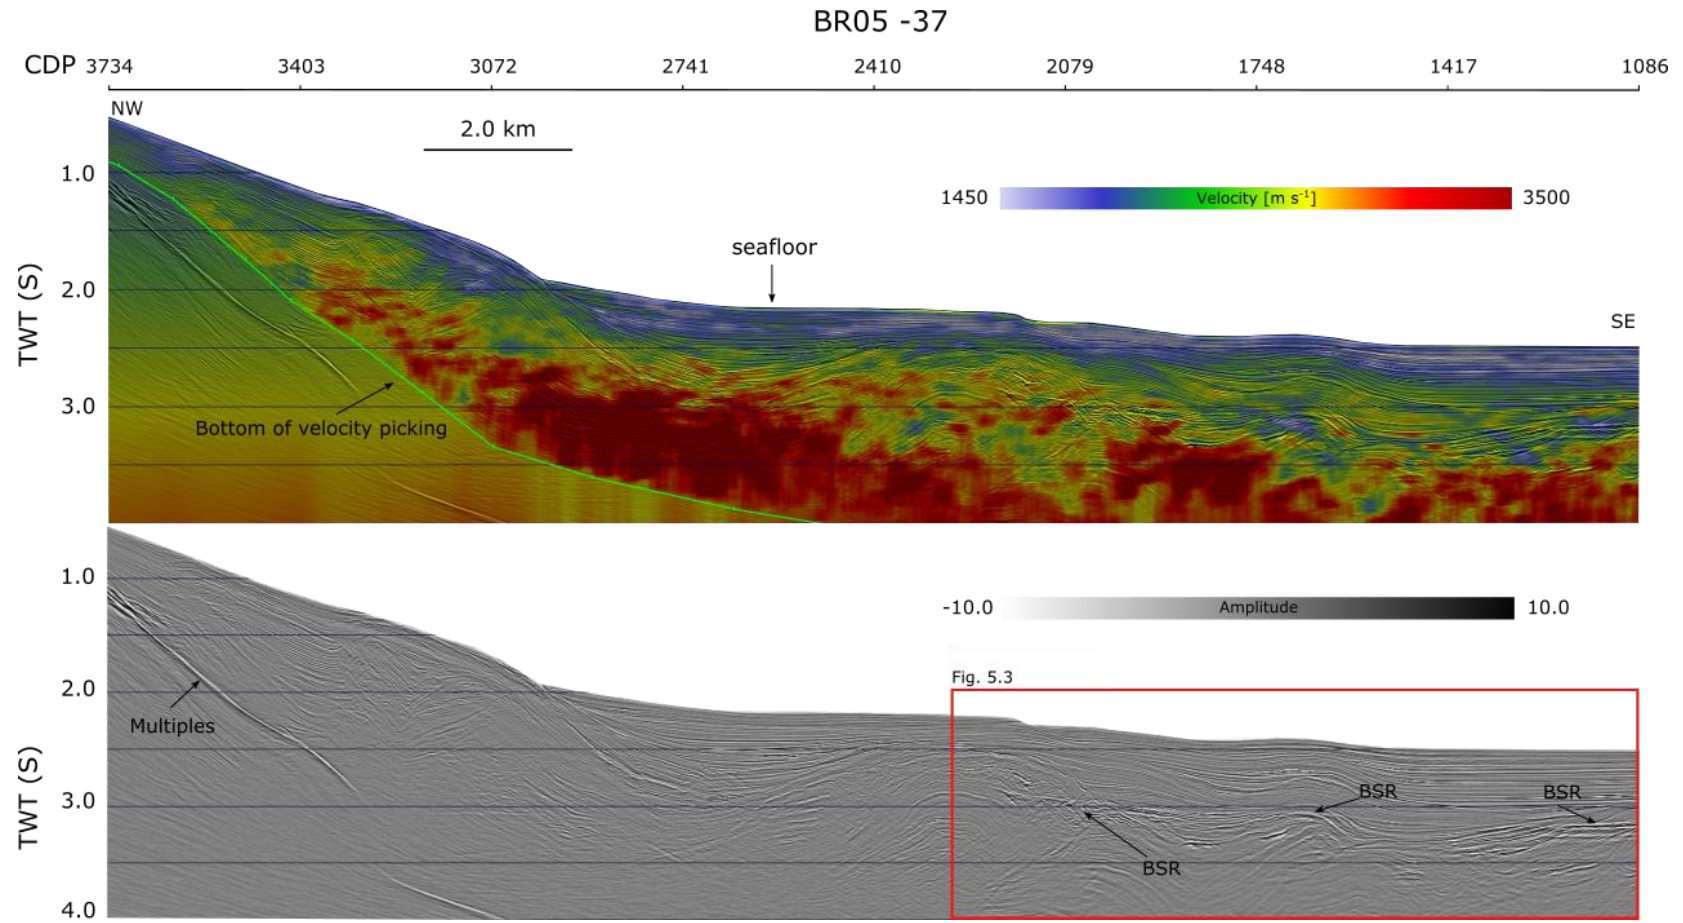 BR05 -37
CDP 3734 3403 3072 2741 2410 2079 1748 1417 1086
NW
2.0 km
1.0
1450 Velocity [m s-1] 3500
seafloor
2.0
TWT (S)
SE
3.0
Bottom of velocity picking
1.0
-10.0 Amplitude 10.0
Fig. 5.3
2.0
Multiples
TWT (S)
3.0
BSR
BSR
BSR
4.0